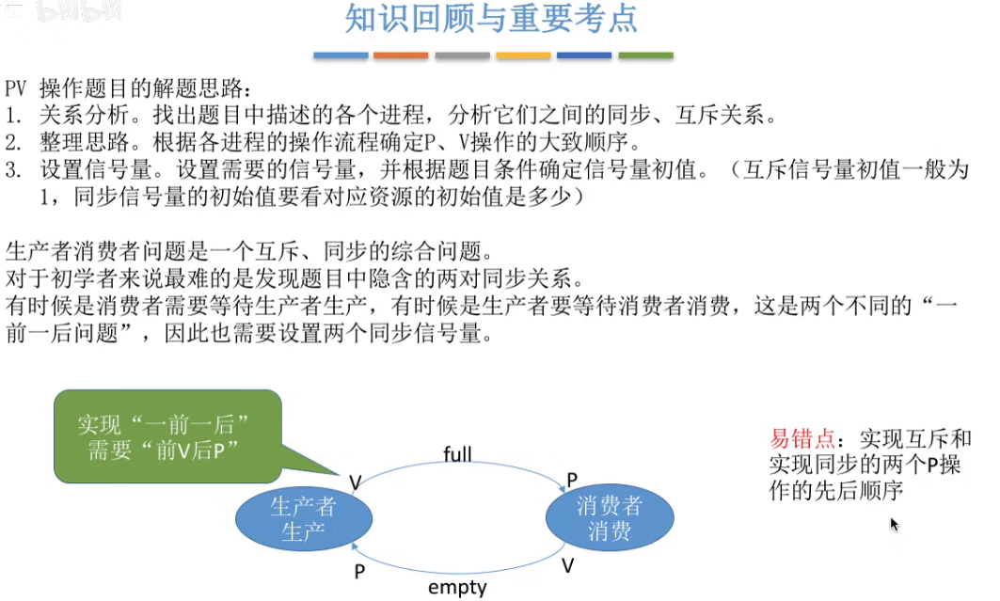 bilibili
知识回顾与重要考点
PV 操作题目的解题思路：
1. 关系分析。找出题目中描述的各个进程，分析它们之间的同步、互斥关系。
2. 整理思路。根据各进程的操作流程确定P、V操作的大致顺序。
3. 设置信号量。设置需要的信号量，并根据题目条件确定信号量初值。（互斥信号量初值一般为
1，同步信号量的初始值要看对应资源的初始值是多少）
生产者消费者问题是一个互斥、同步的综合问题。
对于初学者来说最难的是发现题目中隐含的两对同步关系。
有时候是消费者需要等待生产者生产，有时候是生产者要等待消费者消费，这是两个不同的“一
前一后问题”，因此也需要设置两个同步信号量。
实现“一前一后”
需要“前V后P”
full
V
P
生产者
生产
消费者
消费
P
V
empty
易错点：实现互斥和
实现同步的两个P操
作的先后顺序